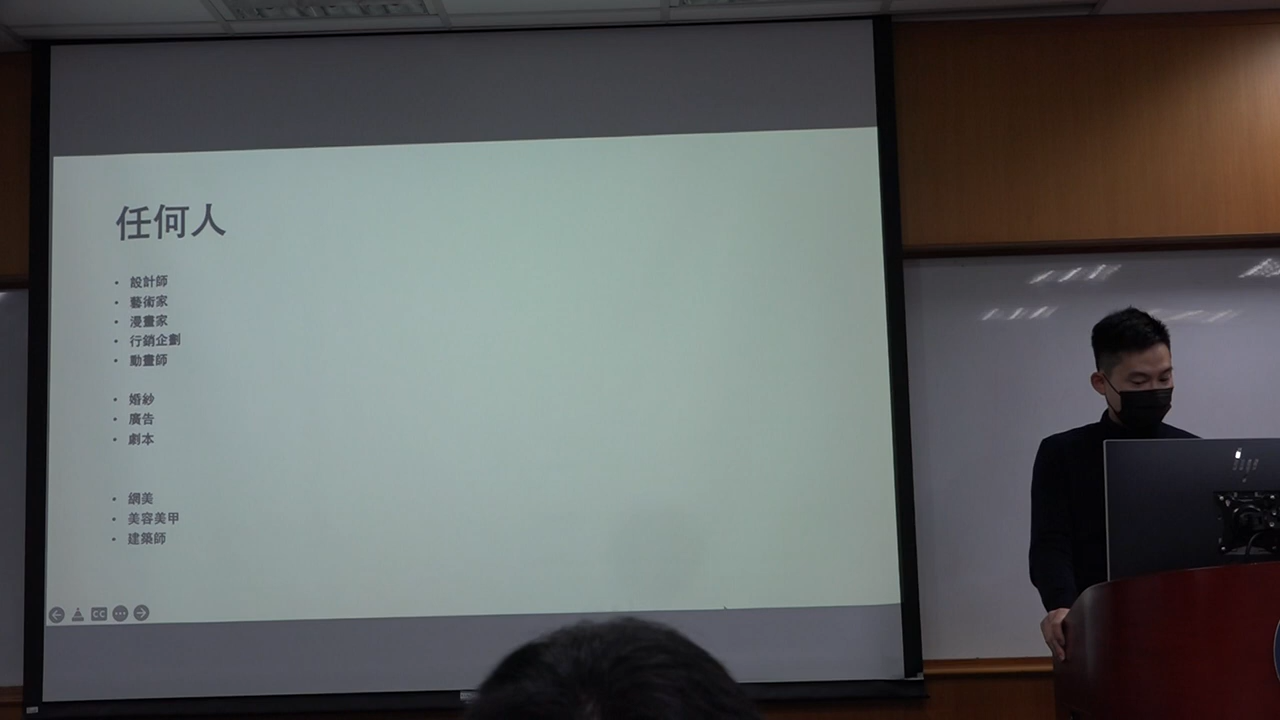 任何人
• 設計師
• 藝術家
• 漫畫家
• 行銷企劃
• 動畫師
• 婚紗
• 廣告
• 劇本
• 網美
• 美容美甲
• 建築師
CC